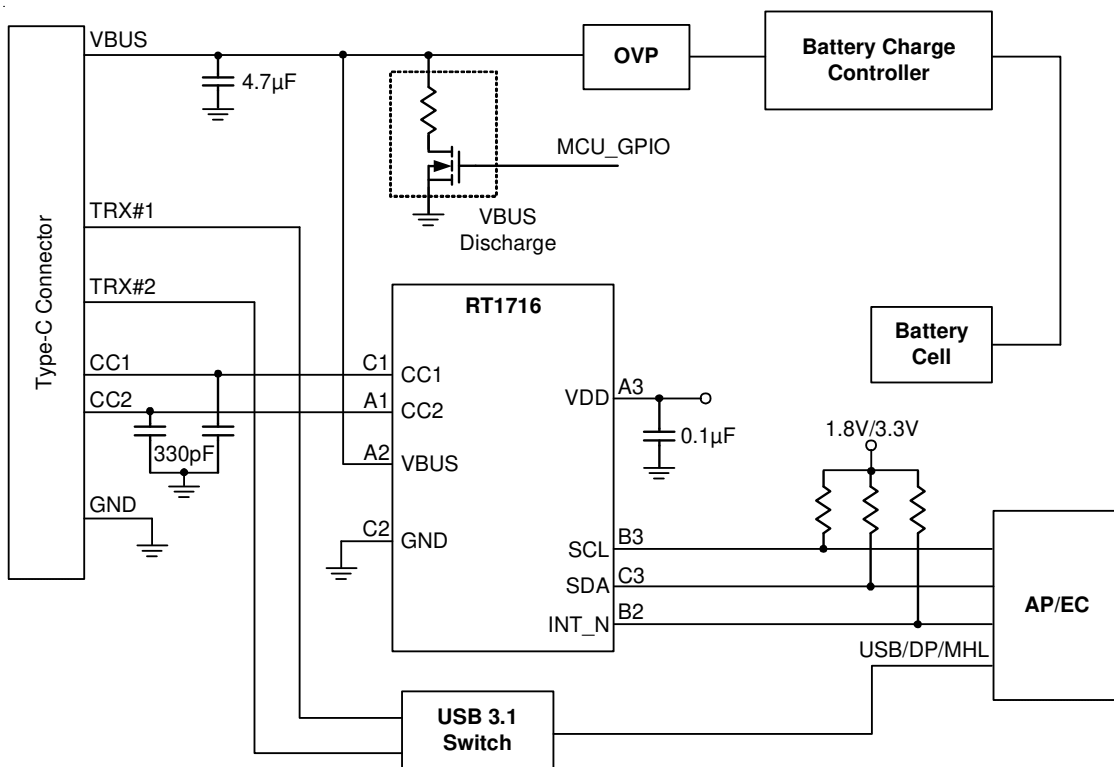 VBUS
4.7µF
OVP
Battery Charge
Controller
MCU_GPIO
VBUS
Discharge
Type-C Connector
TRX#1
TRX#2
CC1
CC2
330pF
GND
RT1716
C1
CC1
A1
CC2
A2
VBUS
C2
GND
VDD
A3
0.1µF
SCL
B3
SDA
C3
INT_N
B2
Battery
Cell
1.8V/3.3V
AP/EC
USB/DP/MHL
USB 3.1
Switch